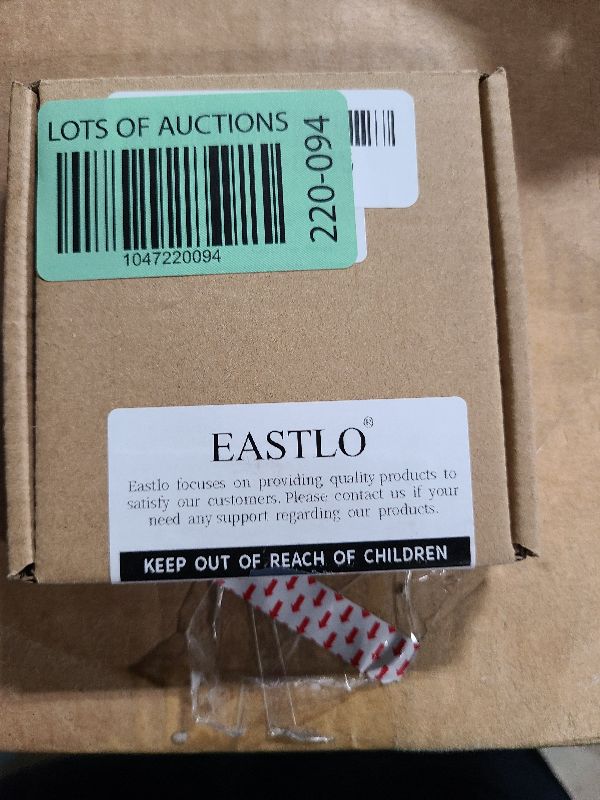 LOTS OF AUCTIONS
1047220094
220-094
EASTLO®
Eastlo focuses on providing quality products to
satisfy our customers. Please contact us if your
need any support regarding our products.
KEEP OUT OF REACH OF CHILDREN